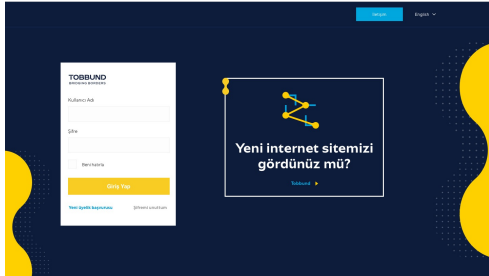 İletişim
English
TOBBUND
BREAKING BORDERS
Kullanıcı Adı
Şifre
Beni hatırla
Giriş Yap
Yeni üyelik başvurusu
Şifremi unuttum
Yeni internet sitemizi
gördünüz mü?
Tobbund